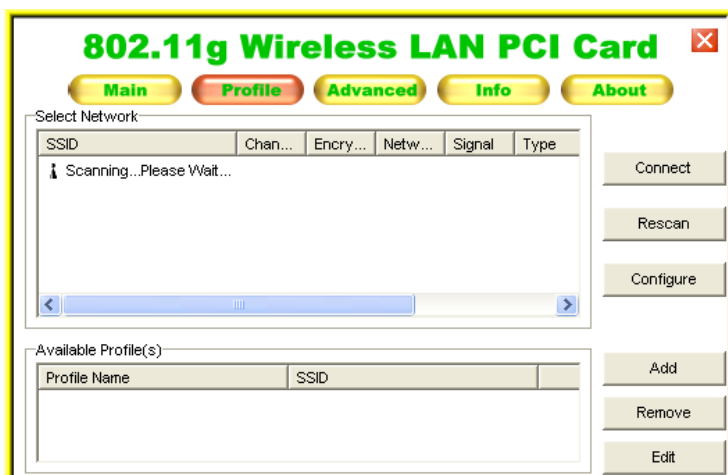 802.11g Wireless LAN PCI Card
Main Profile Advanced Info About
Select Network
SSID Chan... Encry... Netw... Signal Type
Scanning...Please Wait...
Connect
Rescan
Configure
Available Profile(s)
Profile Name SSID
Add
Remove
Edit